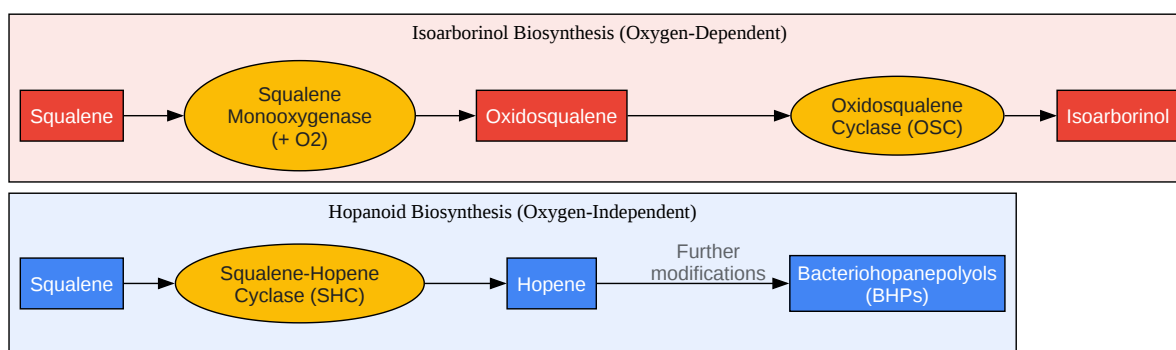 Isoarborinol Biosynthesis (Oxygen-Dependent)
Squalene
Squalene
Monooxygenase
(+ O2)
Oxidosqualene
Oxidosqualene
Cyclase (OSC)
Isoarborinol
Hopanoid Biosynthesis (Oxygen-Independent)
Squalene
Squalene-Hopene
Cyclase (SHC)
Hopene
Further
modifications
Bacteriohopanepolyols
(BHPs)